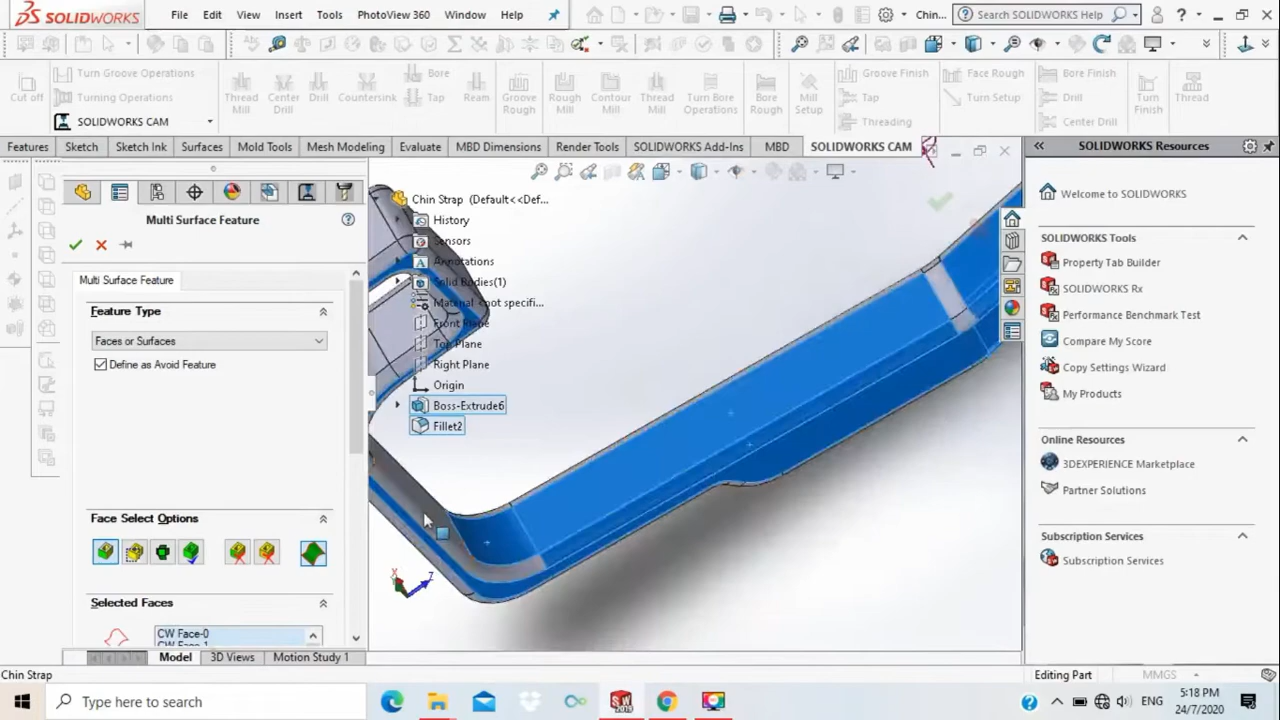 SOLIDWORKS File Edit View Insert Tools PhotoView 360 Window Help Chin... Search SOLIDWORKS Help
Cut off
Turn Groove Operations
Turning Operations
SOLIDWORKS CAM
Thread Mill
Center Drill
Drill
Countersink
Bore
Tap
Ream
Groove Rough
Rough Mill
Contour Mill
Thread Mill
Turn Bore Operations
Bore Rough
Mill Setup
Groove Finish
Tap
Threading
Face Rough
Turn Setup
Bore Finish
Drill
Center Drill
Turn Finish
Thread
Features Sketch Sketch Ink Surfaces Mold Tools Mesh Modeling Evaluate MBD Dimensions Render Tools SOLIDWORKS Add-Ins MBD SOLIDWORKS CAM
Multi Surface Feature
Multi Surface Feature
Feature Type
Faces or Surfaces
Define as Avoid Feature
Face Select Options
Selected Faces
CW Face-0
Chin Strap (Default<<Def...
History
Sensors
Annotations
Solid Bodies(1)
Material <not specifi...
Front Plane
Top Plane
Right Plane
Origin
Boss-Extrude6
Fillet2
X
Z
SOLIDWORKS Resources
Welcome to SOLIDWORKS
SOLIDWORKS Tools
Property Tab Builder
SOLIDWORKS Rx
Performance Benchmark Test
Compare My Score
Copy Settings Wizard
My Products
Online Resources
3DEXPERIENCE Marketplace
Partner Solutions
Subscription Services
Subscription Services
Model 3D Views Motion Study 1
Chin Strap Editing Part MMGS
Type here to search
ENG
5:18 PM
24/7/2020